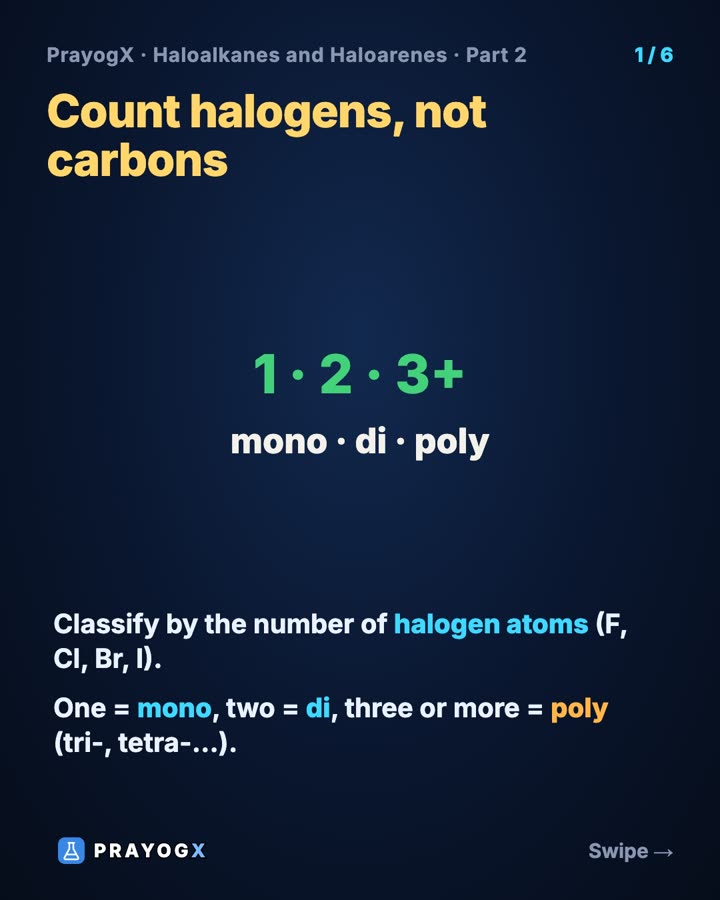 PrayogX · Haloalkanes and Haloarenes · Part 2
1 / 6
Count halogens, not
carbons
1 · 2 · 3+
mono · di · poly
Classify by the number of halogen atoms (F,
Cl, Br, I).
One = mono, two = di, three or more = poly
(tri-, tetra-…).
PRAYOGX
Swipe →